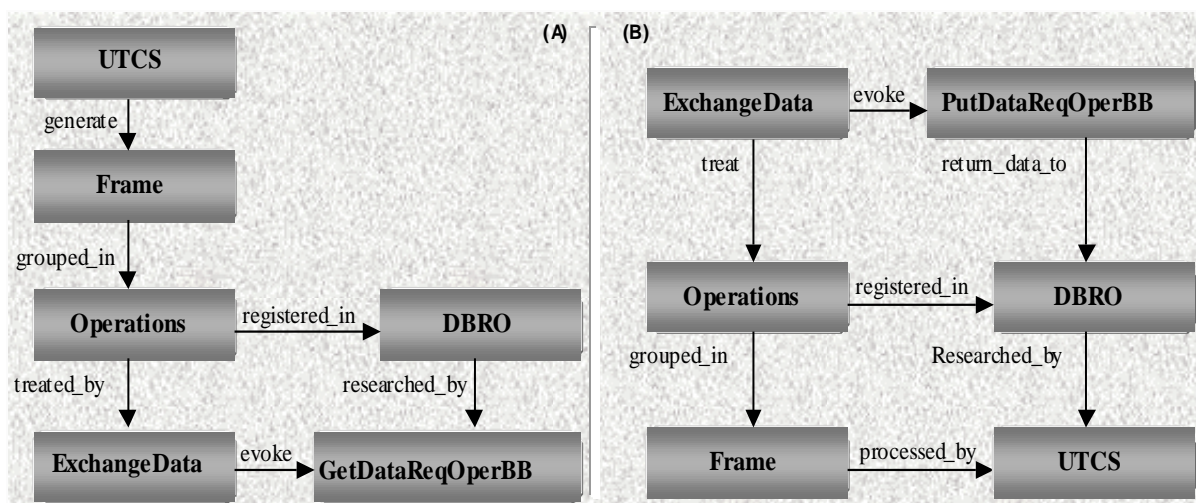 (A)
UTCS
generate
Frame
grouped_in
Operations
registered_in
DBRO
treated_by
researched_by
ExchangeData
evoke
GetDataReqOperBB
(B)
ExchangeData
evoke
PutDataReqOperBB
treat
return_data_to
Operations
registered_in
DBRO
grouped_in
Researched_by
Frame
processed_by
UTCS